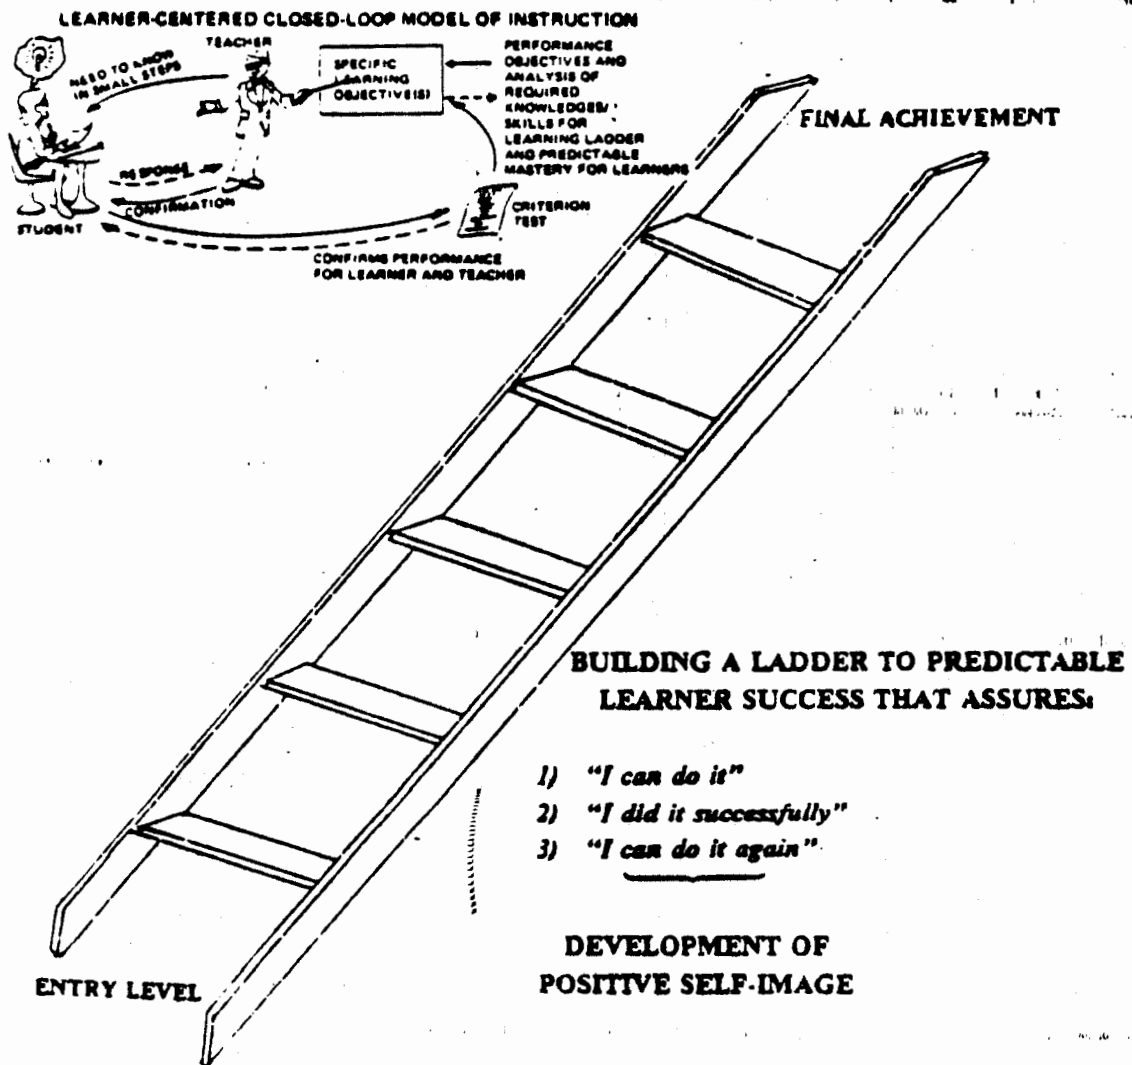 LEARNER-CENTERED CLOSED-LOOP MODEL OF INSTRUCTION
TEACHER
NEED TO KNOW
IN SMALL STEPS
SPECIFIC
LEARNING
OBJECTIVE(S)
PERFORMANCE
OBJECTIVES AND
ANALYSIS OF
REQUIRED
KNOWLEDGES/
SKILLS FOR
LEARNING LADDER
AND PREDICTABLE
MASTERY FOR LEARNERS
RESPONSE
CONFIRMATION
STUDENT
CRITERION
TEST
CONFIRMS PERFORMANCE
FOR LEARNER AND TEACHER
FINAL ACHIEVEMENT
BUILDING A LADDER TO PREDICTABLE
LEARNER SUCCESS THAT ASSURES:
1) "I can do it"
2) "I did it successfully"
3) "I can do it again"
DEVELOPMENT OF
POSITIVE SELF-IMAGE
ENTRY LEVEL